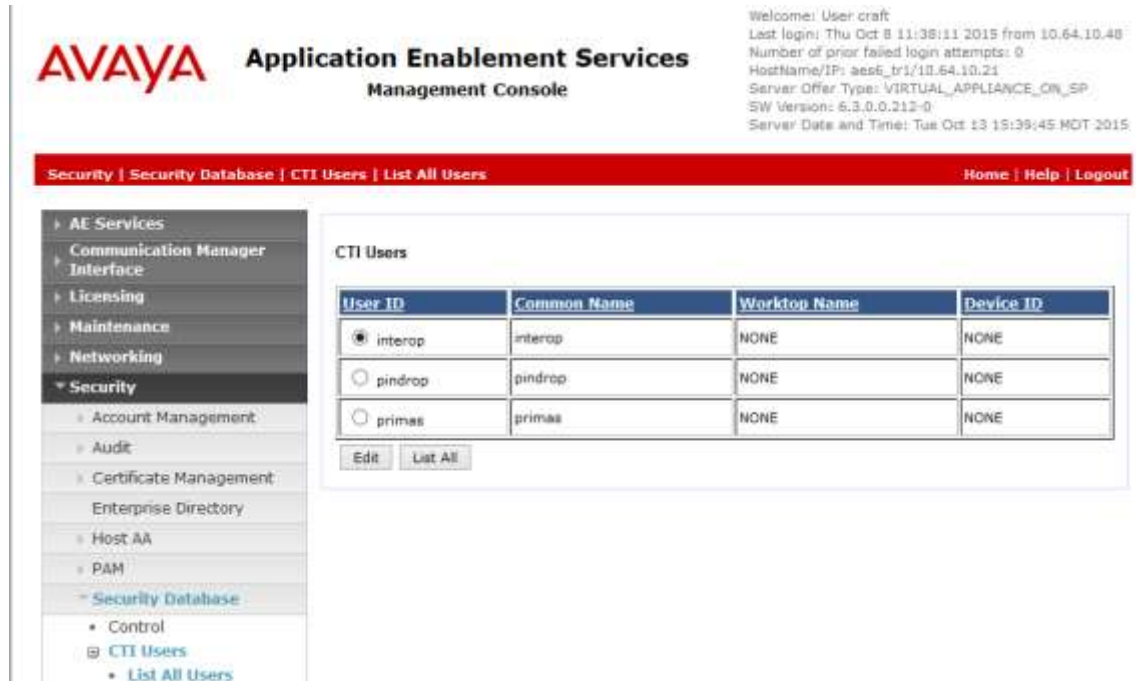 Welcome: User craft
Last login: Thu Oct 8 11:38:11 2015 from 10.64.10.48
Number of prior failed login attempts: 0
HostName/IP: aes6_tr1/10.64.10.21
Server Offer Type: VIRTUAL_APPLIANCE_ON_SP
SW Version: 6.3.0.0.212-0
Server Date and Time: Tue Oct 13 15:39:45 MDT 2015
AVAYA
Application Enablement Services
Management Console
Security | Security Database | CTI Users | List All Users
Home | Help | Logout
AE Services
Communication Manager
Interface
Licensing
Maintenance
Networking
Security
Account Management
Audit
Certificate Management
Enterprise Directory
Host AA
PAM
Security Database
Control
CTI Users
List All Users
CTI Users
User ID Common Name Worktop Name Device ID
interop interop NONE NONE
pindrop pindrop NONE NONE
primas primas NONE NONE
Edit List All